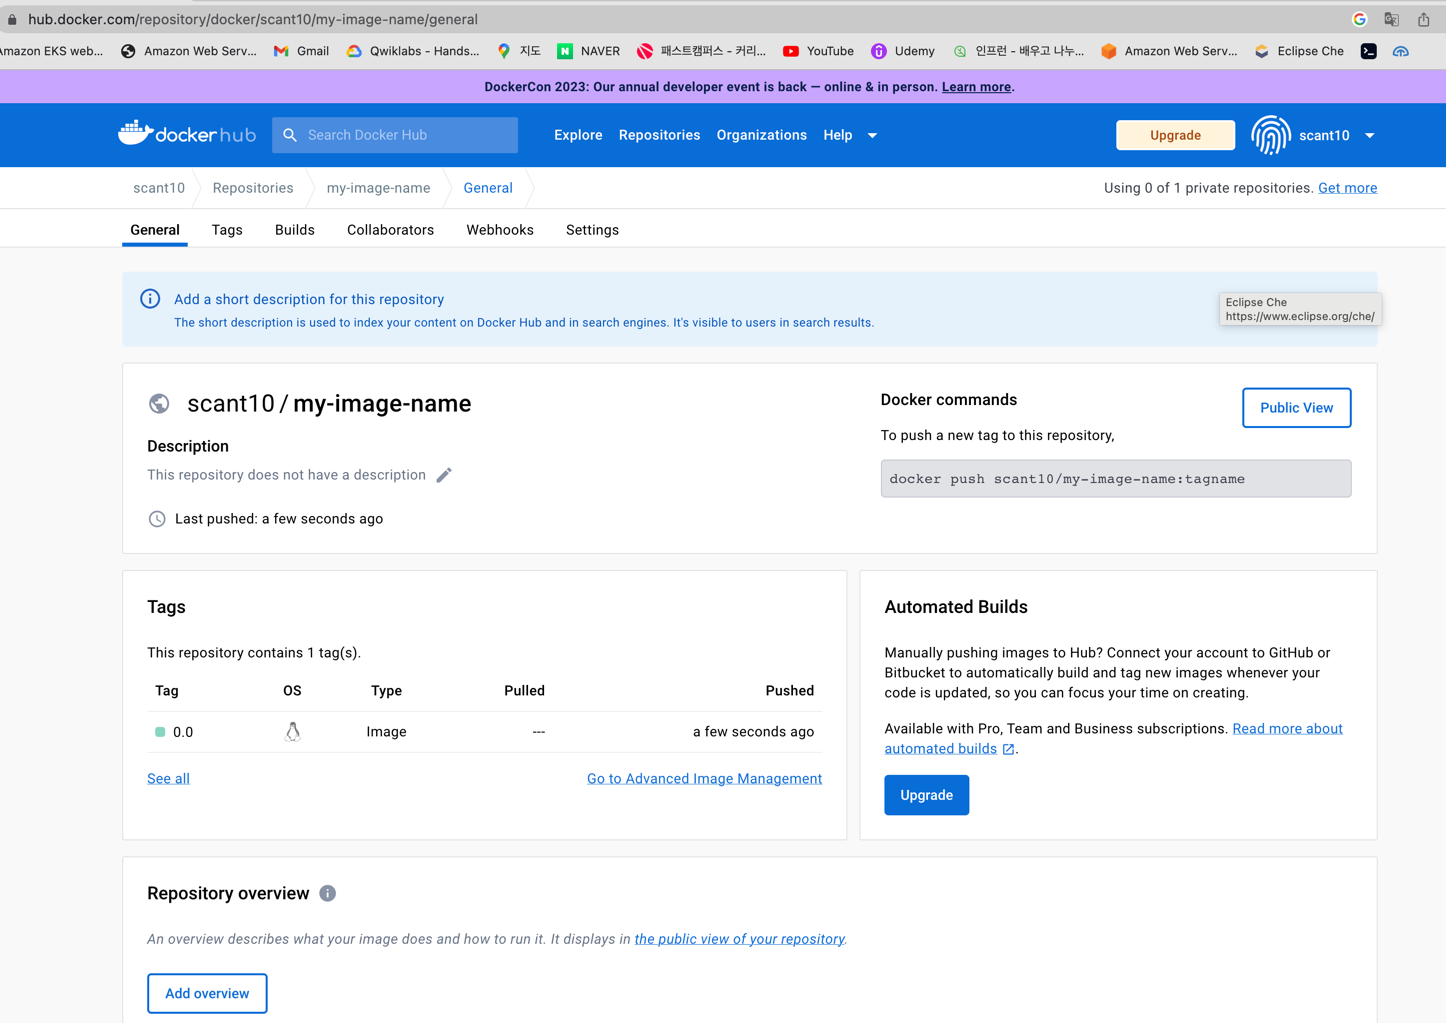 hub.docker.com/repository/docker/scant10/my-image-name/general
Amazon EKS web... Amazon Web Serv... Gmail Qwiklabs - Hands... 지도 NAVER 패스트캠퍼스 - 커리... YouTube Udemy 인프런 - 배우고 나누... Amazon Web Serv... Eclipse Che
DockerCon 2023: Our annual developer event is back — online & in person. Learn more.
dockerhub Search Docker Hub Explore Repositories Organizations Help Upgrade scant10
scant10 Repositories my-image-name General Using 0 of 1 private repositories. Get more
General Tags Builds Collaborators Webhooks Settings
Add a short description for this repository
The short description is used to index your content on Docker Hub and in search engines. It's visible to users in search results.
Eclipse Che
https://www.eclipse.org/che/
scant10 / my-image-name
Description
This repository does not have a description
Last pushed: a few seconds ago
Docker commands
Public View
To push a new tag to this repository,
docker push scant10/my-image-name:tagname
Tags
This repository contains 1 tag(s).
Tag OS Type Pulled Pushed
0.0 Image --- a few seconds ago
See all Go to Advanced Image Management
Automated Builds
Manually pushing images to Hub? Connect your account to GitHub or
Bitbucket to automatically build and tag new images whenever your
code is updated, so you can focus your time on creating.
Available with Pro, Team and Business subscriptions. Read more about
automated builds .
Upgrade
Repository overview
An overview describes what your image does and how to run it. It displays in the public view of your repository.
Add overview